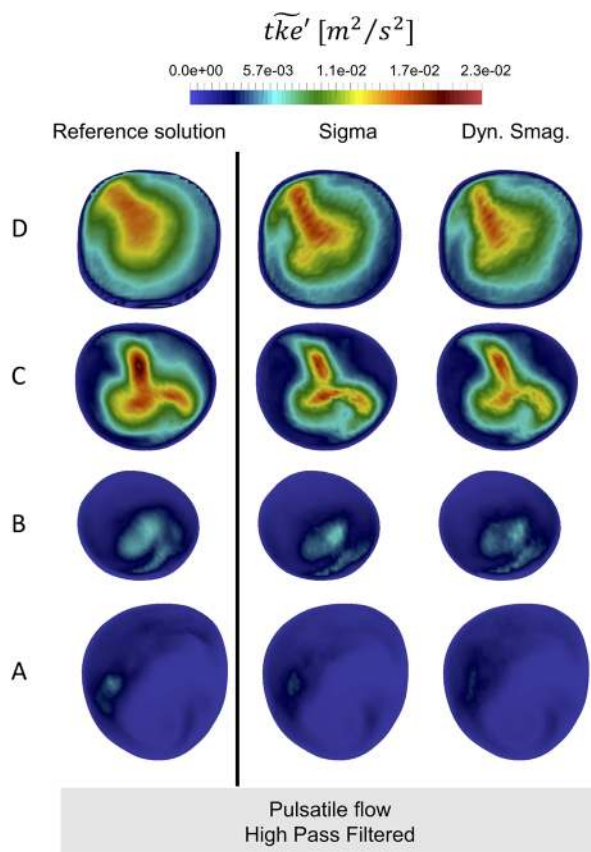 t͠k͠e′ [m²/s²]
0.0e+00 5.7e-03 1.1e-02 1.7e-02 2.3e-02
Reference solution Sigma Dyn. Smag.
D
C
B
A
Pulsatile flow
High Pass Filtered